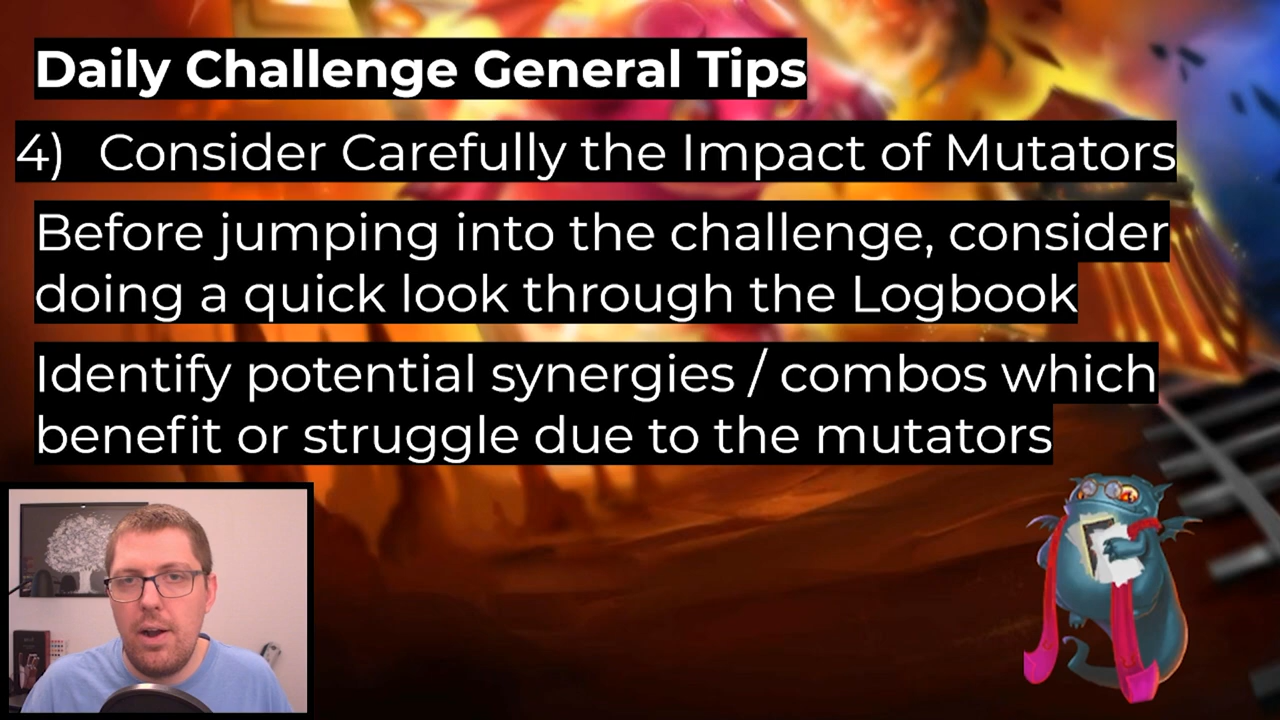 Daily Challenge General Tips
4) Consider Carefully the Impact of Mutators
Before jumping into the challenge, consider
doing a quick look through the Logbook
Identify potential synergies / combos which
benefit or struggle due to the mutators